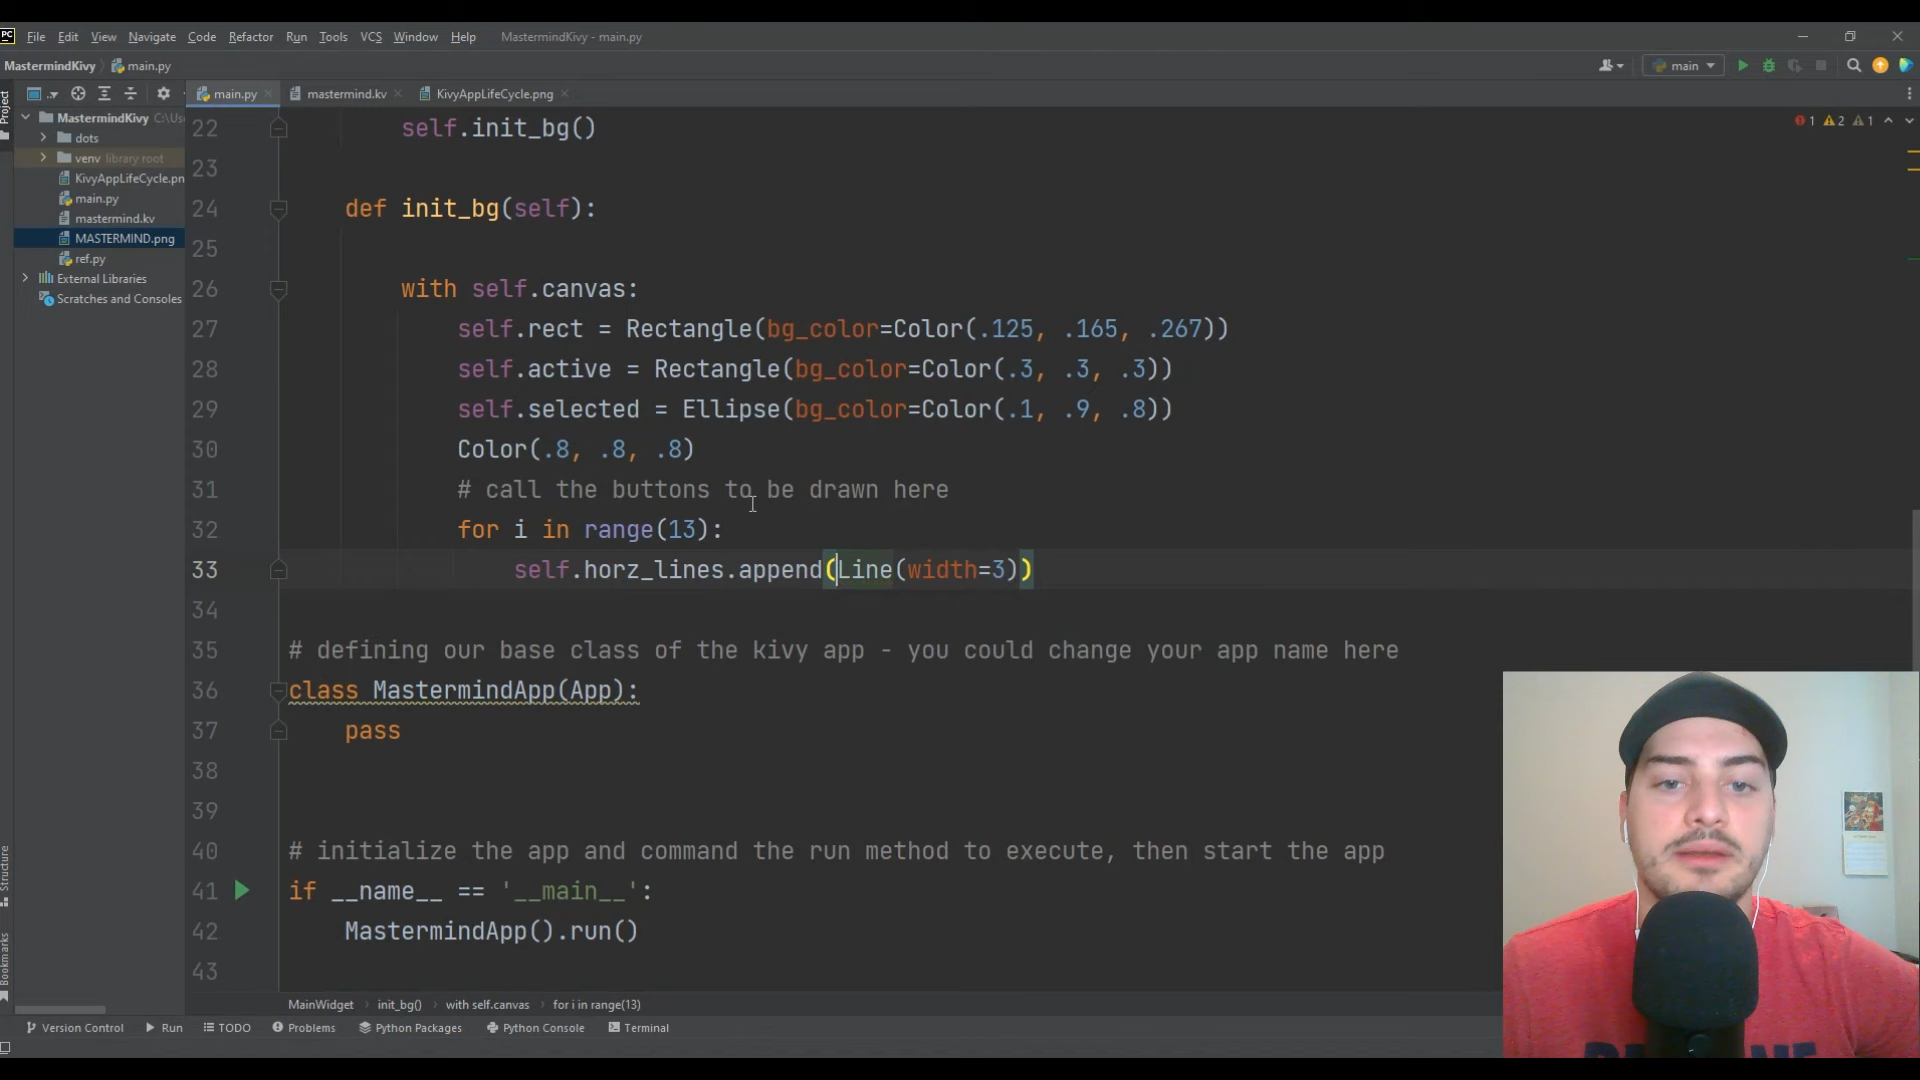 PC File Edit View Navigate Code Refactor Run Tools VCS Window Help MastermindKivy - main.py
MastermindKivy main.py main
main.py mastermind.kv KivyAppLifeCycle.png
Project
MastermindKivy C:\Us
dots
venv library root
KivyAppLifeCycle.pn
main.py
mastermind.kv
MASTERMIND.png
ref.py
External Libraries
Scratches and Consoles
1 2 1
22 self.init_bg()
23
24 def init_bg(self):
25
26 with self.canvas:
27 self.rect = Rectangle(bg_color=Color(.125, .165, .267))
28 self.active = Rectangle(bg_color=Color(.3, .3, .3))
29 self.selected = Ellipse(bg_color=Color(.1, .9, .8))
30 Color(.8, .8, .8)
31 # call the buttons to be drawn here
32 for i in range(13):
33 self.horz_lines.append(Line(width=3))
34
35 # defining our base class of the kivy app - you could change your app name here
36 class MastermindApp(App):
37 pass
38
39
40 # initialize the app and command the run method to execute, then start the app
41 if __name__ == '__main__':
42 MastermindApp().run()
43
Structure
Bookmarks
MainWidget init_bg() with self.canvas for i in range(13)
Version Control Run TODO Problems Python Packages Python Console Terminal